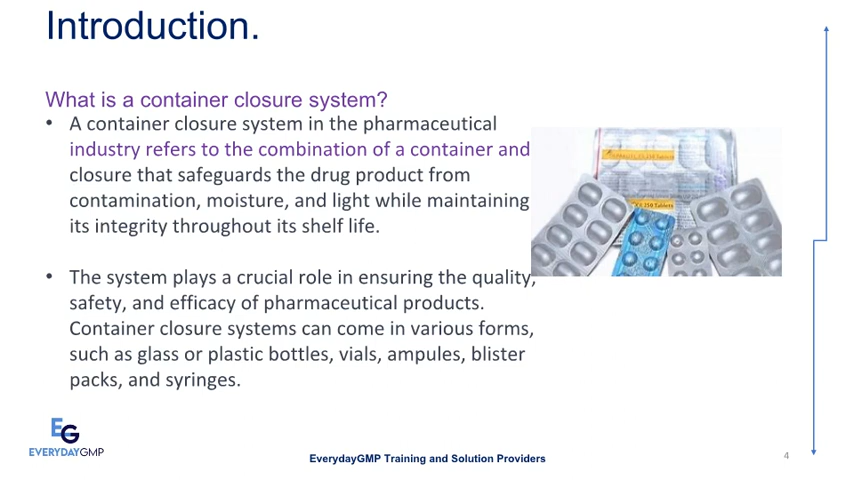 Introduction.
What is a container closure system?
• A container closure system in the pharmaceutical
industry refers to the combination of a container and
closure that safeguards the drug product from
contamination, moisture, and light while maintaining
its integrity throughout its shelf life.
• The system plays a crucial role in ensuring the quality,
safety, and efficacy of pharmaceutical products.
Container closure systems can come in various forms,
such as glass or plastic bottles, vials, ampules, blister
packs, and syringes.
EG
EVERYDAYGMP
EverydayGMP Training and Solution Providers
4